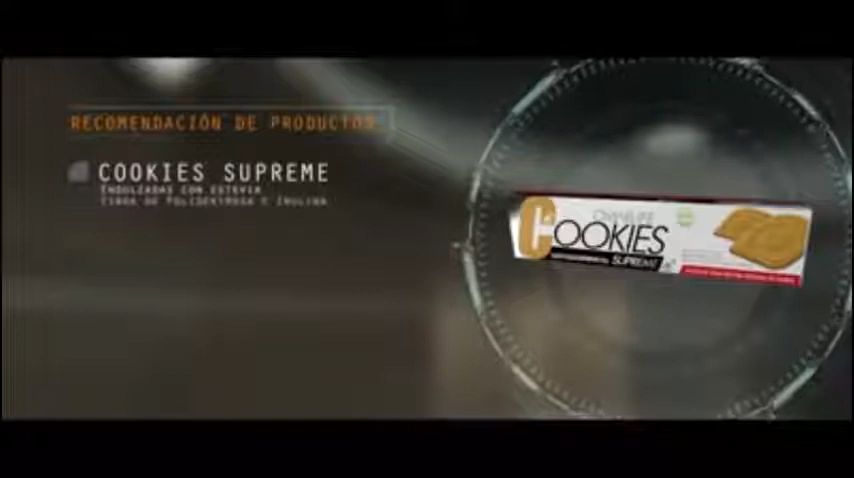 RECOMENDACIÓN DE PRODUCTOS
COOKIES SUPREME
ENDULZADAS CON ESTEVIA
FIBRA DE POLIDEXTROSA E INULINA
COOKIES
SUPREME